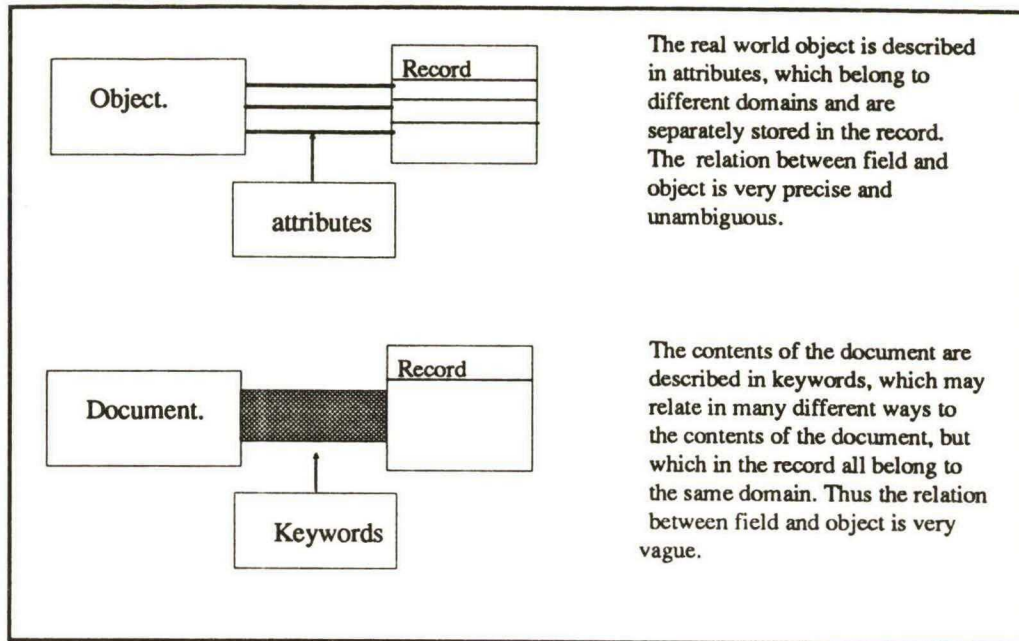 Object.
Record
attributes
The real world object is described
in attributes, which belong to
different domains and are
separately stored in the record.
The relation between field and
object is very precise and
unambiguous.
Document.
Record
Keywords
The contents of the document are
described in keywords, which may
relate in many different ways to
the contents of the document, but
which in the record all belong to
the same domain. Thus the relation
between field and object is very
vague.